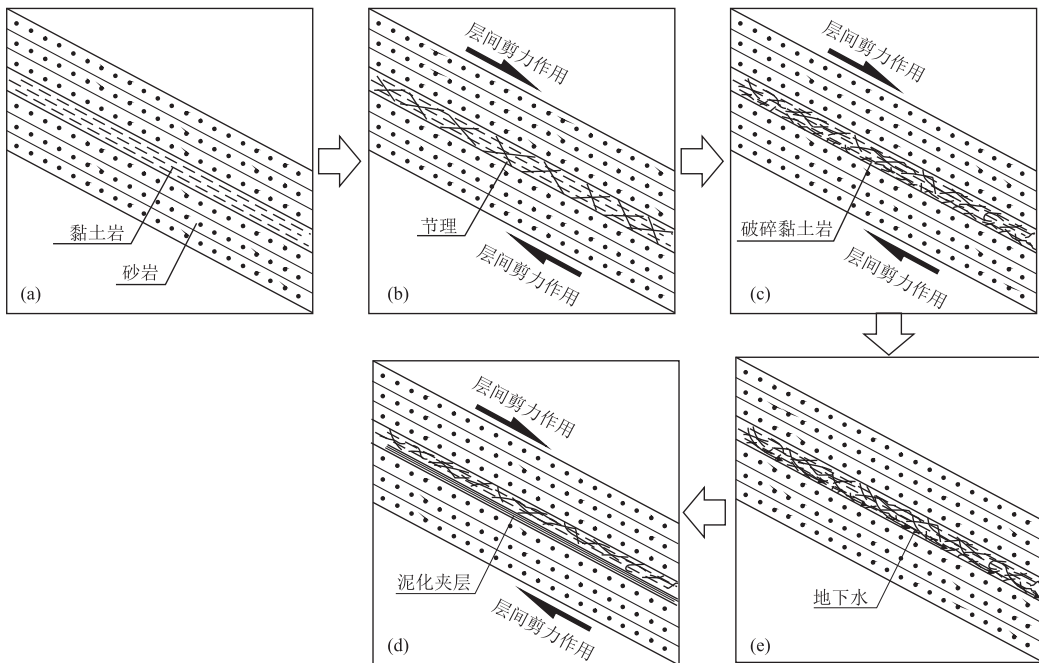 黏土岩
砂岩
(a)
层间剪力作用
节理
层间剪力作用
(b)
层间剪力作用
破碎黏土岩
层间剪力作用
(c)
层间剪力作用
泥化夹层
层间剪力作用
(d)
地下水
(e)